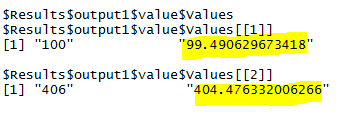 $Results$output1$value$Values
$Results$output1$value$Values[[1]]
[1] "100" "99.490629673418"
$Results$output1$value$Values[[2]]
[1] "406" "404.476332006266"